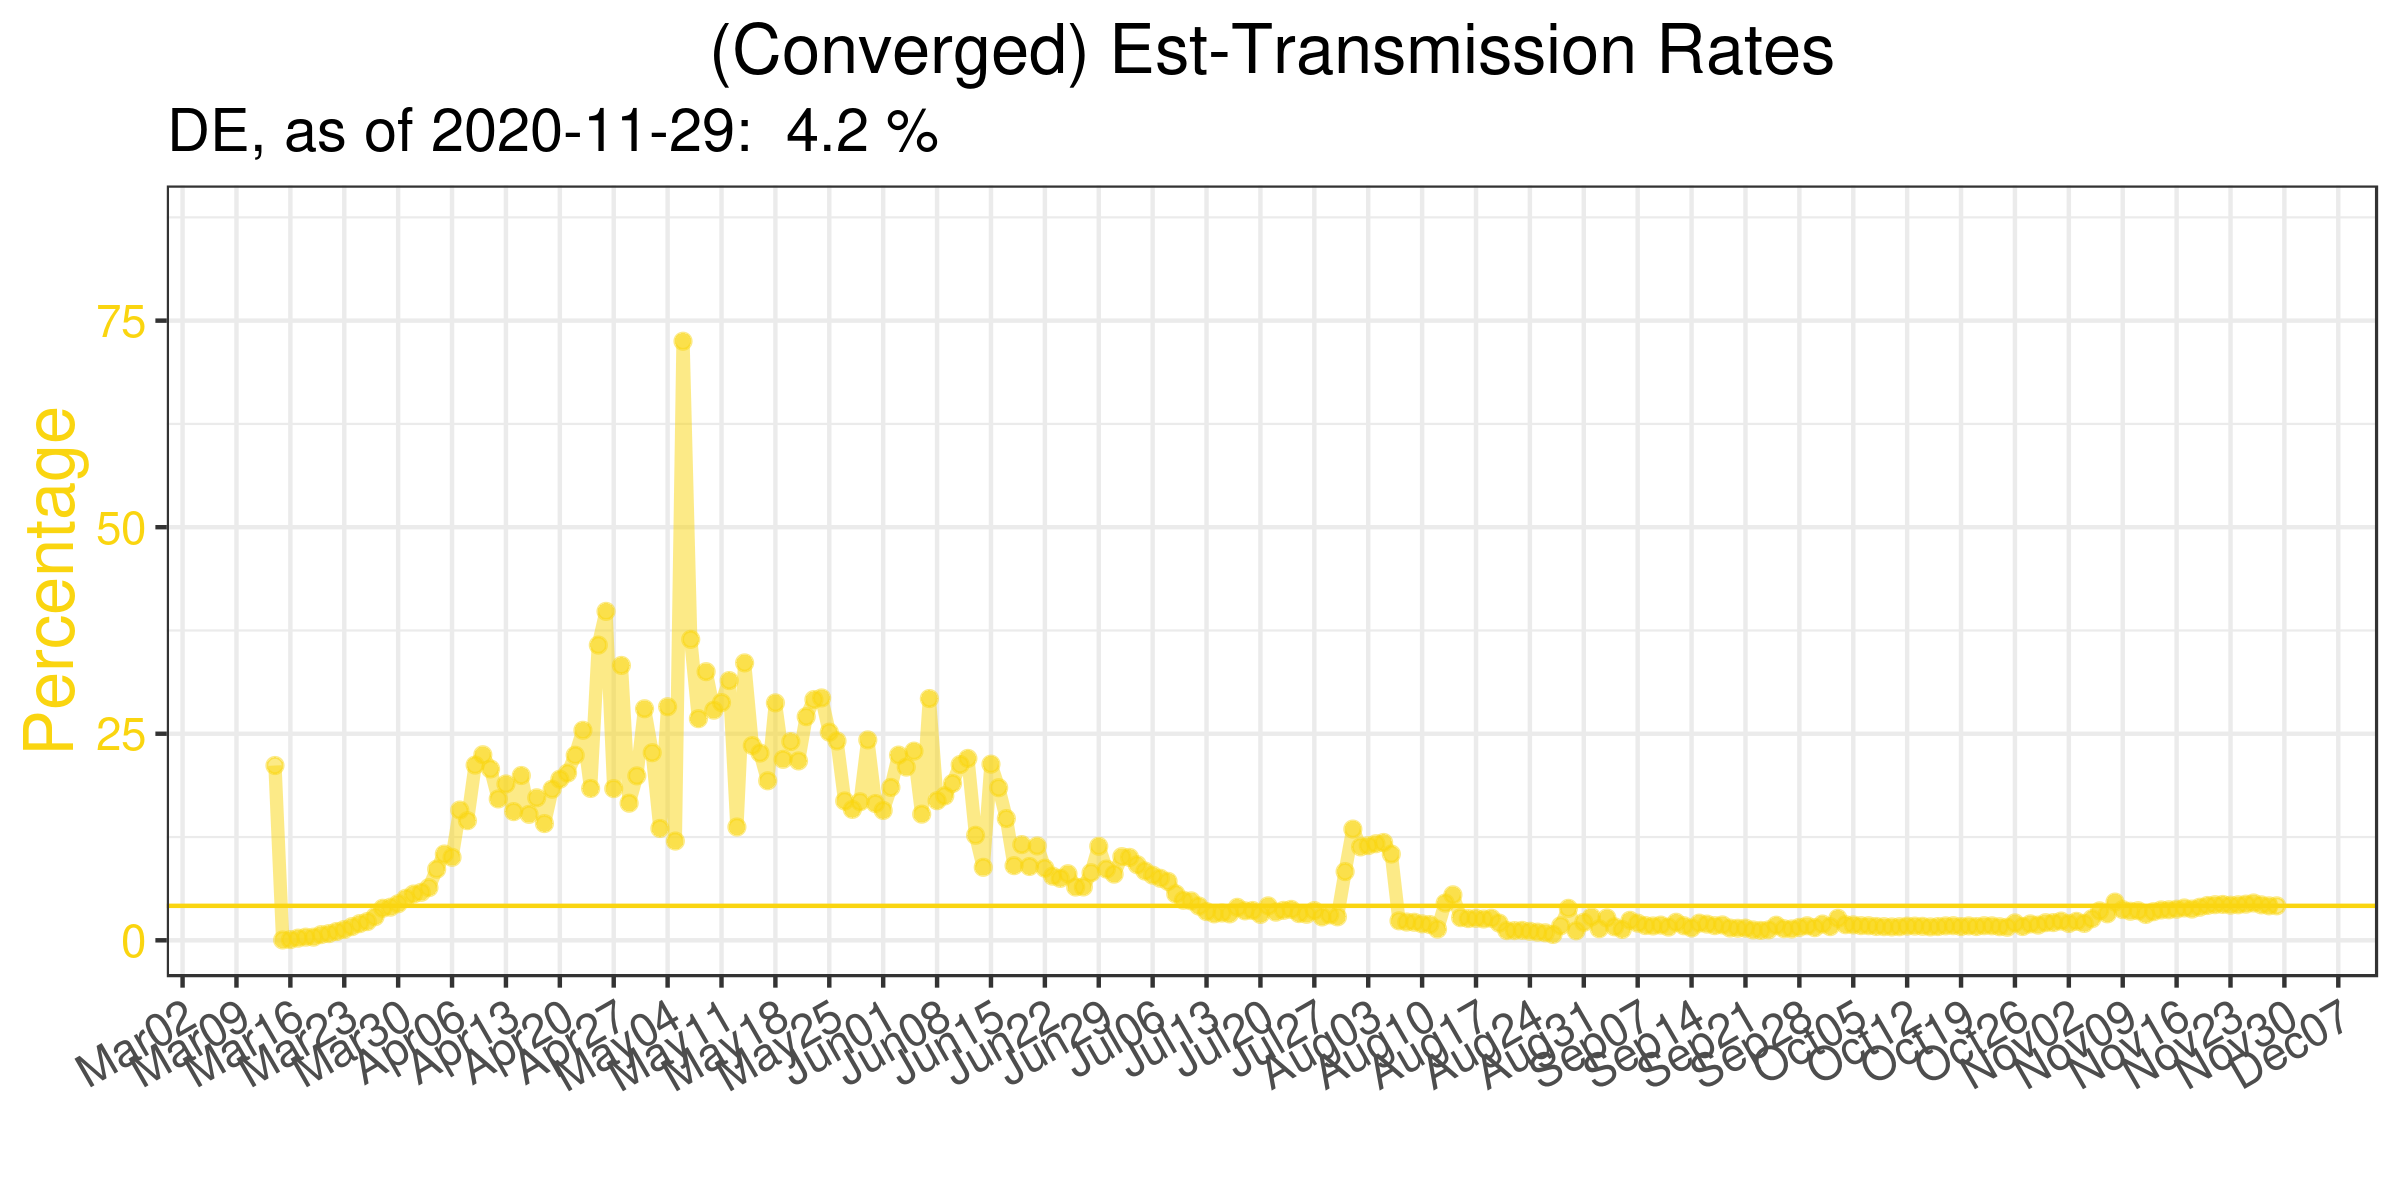 (Converged) Est-Transmission Rates
DE, as of 2020-11-29:  4.2 %
Percentage
75
50
25
0
Mar02
Mar09
Mar16
Mar23
Mar30
Apr06
Apr13
Apr20
Apr27
May04
May11
May18
May25
Jun01
Jun08
Jun15
Jun22
Jun29
Jul06
Jul13
Jul20
Jul27
Aug03
Aug10
Aug17
Aug24
Aug31
Sep07
Sep14
Sep21
Sep28
Oct05
Oct12
Oct19
Oct26
Nov02
Nov09
Nov16
Nov23
Nov30
Dec07